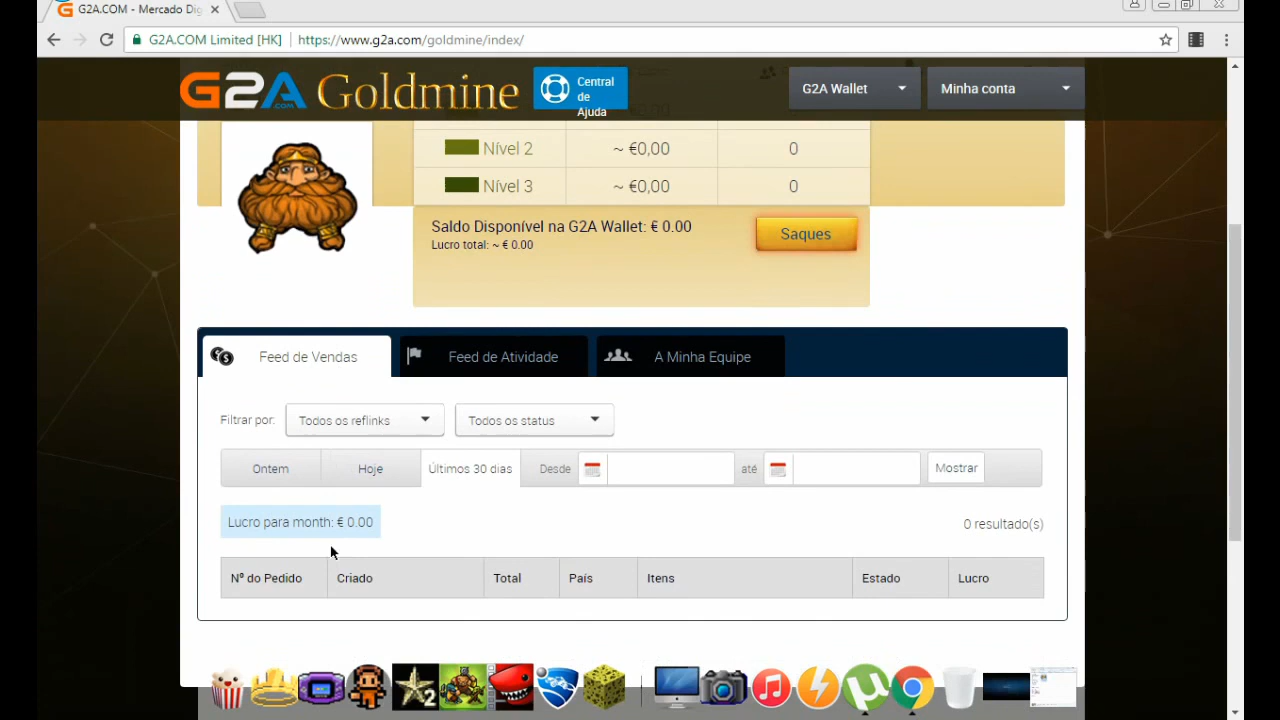 G2A.COM - Mercado Dig
G2A.COM Limited [HK]
https://www.g2a.com/goldmine/index/
G2A.COM Goldmine
Central de Ajuda
G2A Wallet
Minha conta
Nível 2 ~ €0,00 0
Nível 3 ~ €0,00 0
Saldo Disponível na G2A Wallet: € 0.00
Lucro total: ~ € 0.00
Saques
Feed de Vendas
Feed de Atividade
A Minha Equipe
Filtrar por: Todos os reflinks Todos os status
Ontem Hoje Últimos 30 dias Desde até Mostrar
Lucro para month: € 0.00
0 resultado(s)
Nº do Pedido Criado Total País Itens Estado Lucro
2